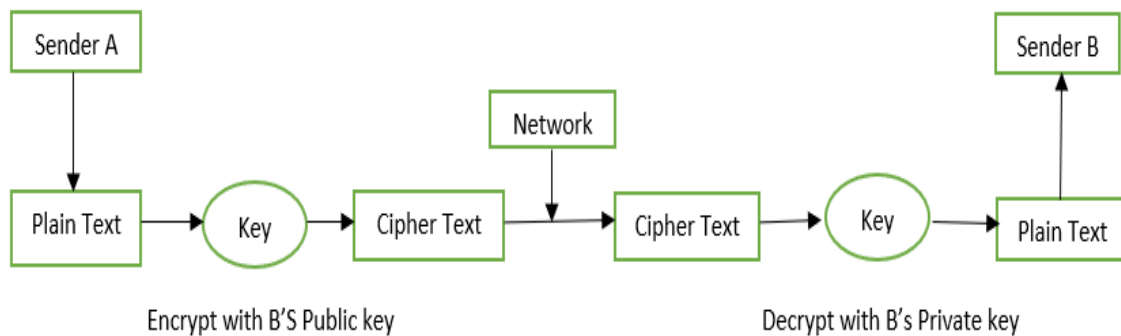 Sender A
Sender B
Network
Plain Text
Key
Cipher Text
Cipher Text
Key
Plain Text
Encrypt with B'S Public key
Decrypt with B's Private key